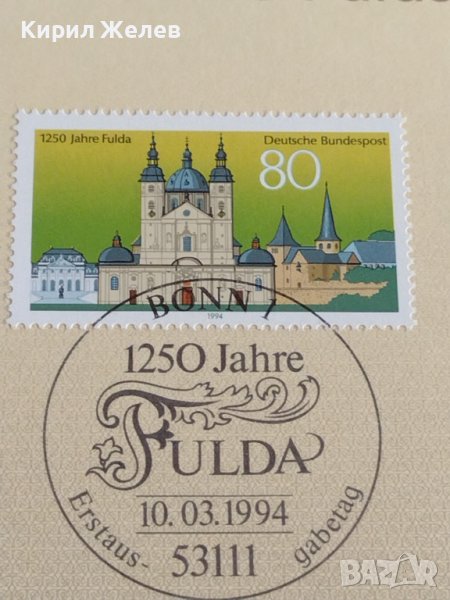 Кирил Желев
1250 Jahre Fulda
Deutsche Bundespost
80
1994
BONN 1
1250 Jahre
FULDA
10.03.1994
Erstaus-
gabetag
53111
BAZAR